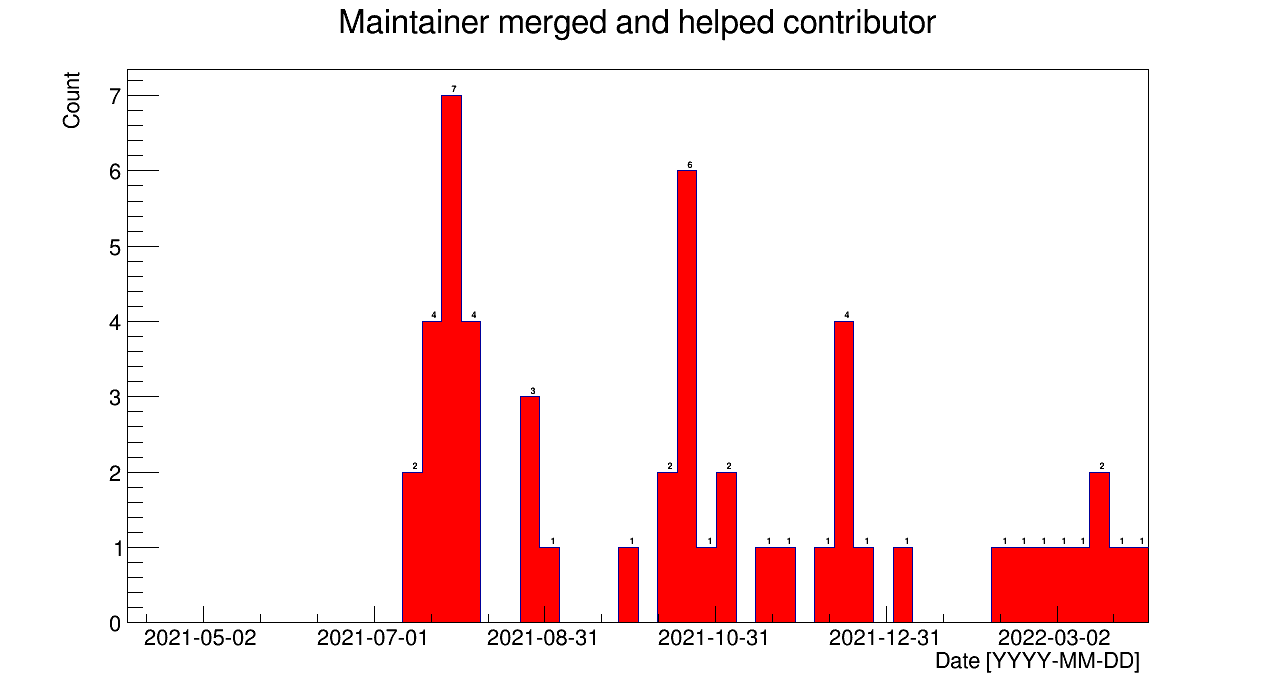 Maintainer merged and helped contributor
Count
7
6
5
4
3
2
1
0
2 4 7 4 3 1 1 2 6 1 2 1 1 1 4 1 1 1 1 1 1 1 2 1 1
2021-05-02 2021-07-01 2021-08-31 2021-10-31 2021-12-31 2022-03-02
Date [YYYY-MM-DD]